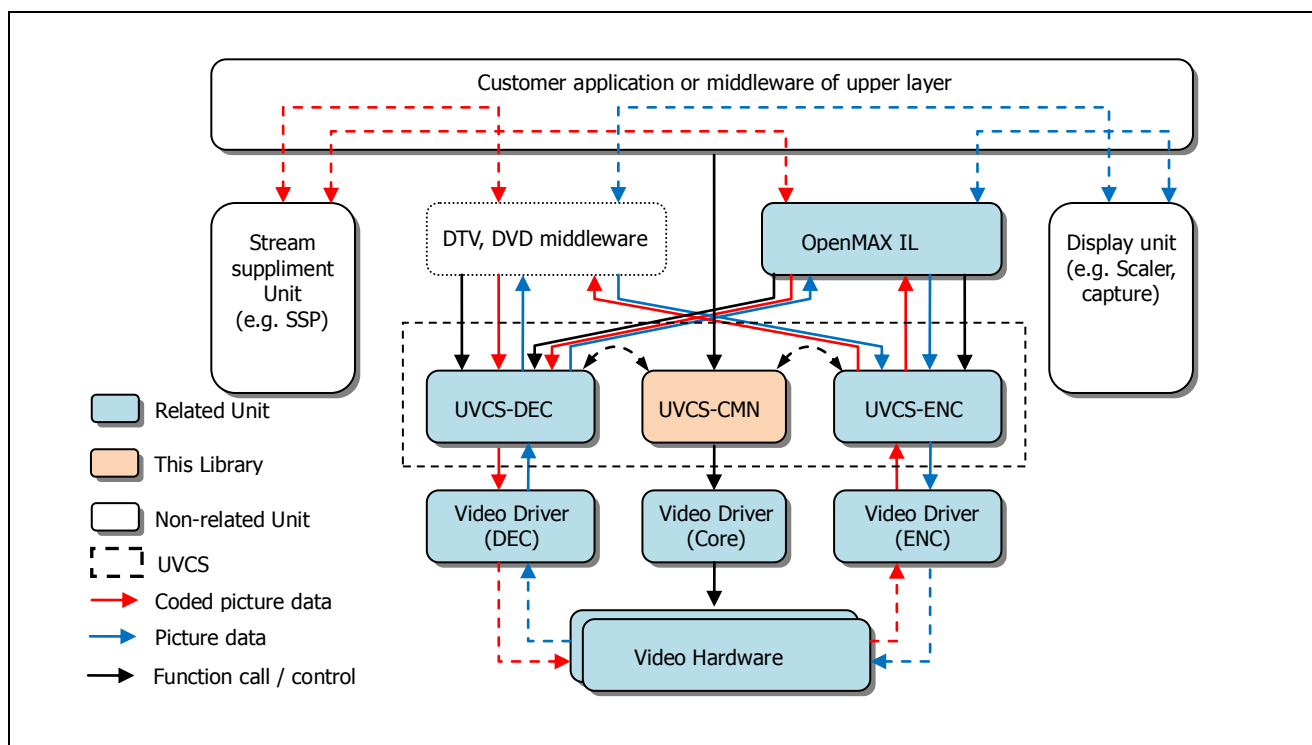 Customer application or middleware of upper layer
Stream
suppliment
Unit
(e.g. SSP)
DTV, DVD middleware
OpenMAX IL
Display unit
(e.g. Scaler,
capture)
UVCS-DEC
UVCS-CMN
UVCS-ENC
Video Driver
(DEC)
Video Driver
(Core)
Video Driver
(ENC)
Video Hardware
Related Unit
This Library
Non-related Unit
UVCS
Coded picture data
Picture data
Function call / control